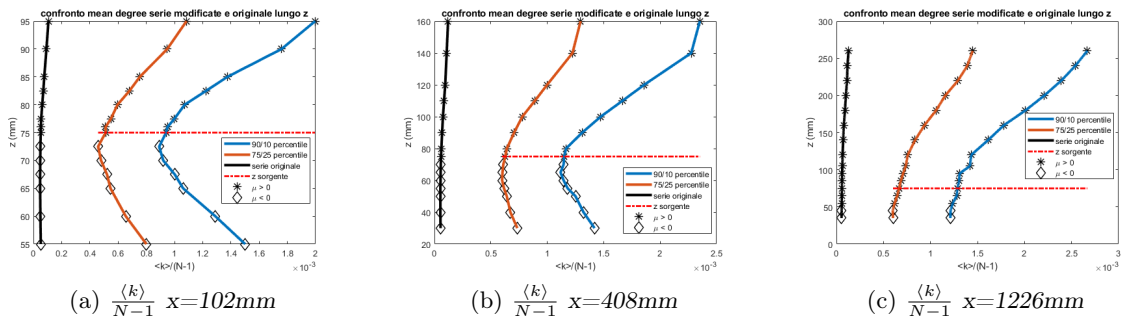 confronto mean degree serie modificate e originale lungo z
95
90
85
80
75
70
65
60
55
z (mm)
90/10 percentile
75/25 percentile
serie originale
z sorgente
μ > 0
μ < 0
0 0.2 0.4 0.6 0.8 1 1.2 1.4 1.6 1.8 2
<k>/(N-1) ×10⁻³
(a) ⟨k⟩/N−1 x=102mm
confronto mean degree serie modificate e originale lungo z
160
140
120
100
80
60
40
20
z (mm)
90/10 percentile
75/25 percentile
serie originale
z sorgente
μ > 0
μ < 0
0 0.5 1 1.5 2 2.5
<k>/(N-1) ×10⁻³
(b) ⟨k⟩/N−1 x=408mm
confronto mean degree serie modificate e originale lungo z
300
250
200
150
100
50
0
z (mm)
90/10 percentile
75/25 percentile
serie originale
z sorgente
μ > 0
μ < 0
0 0.5 1 1.5 2 2.5 3
<k>/(N-1) ×10⁻³
(c) ⟨k⟩/N−1 x=1226mm